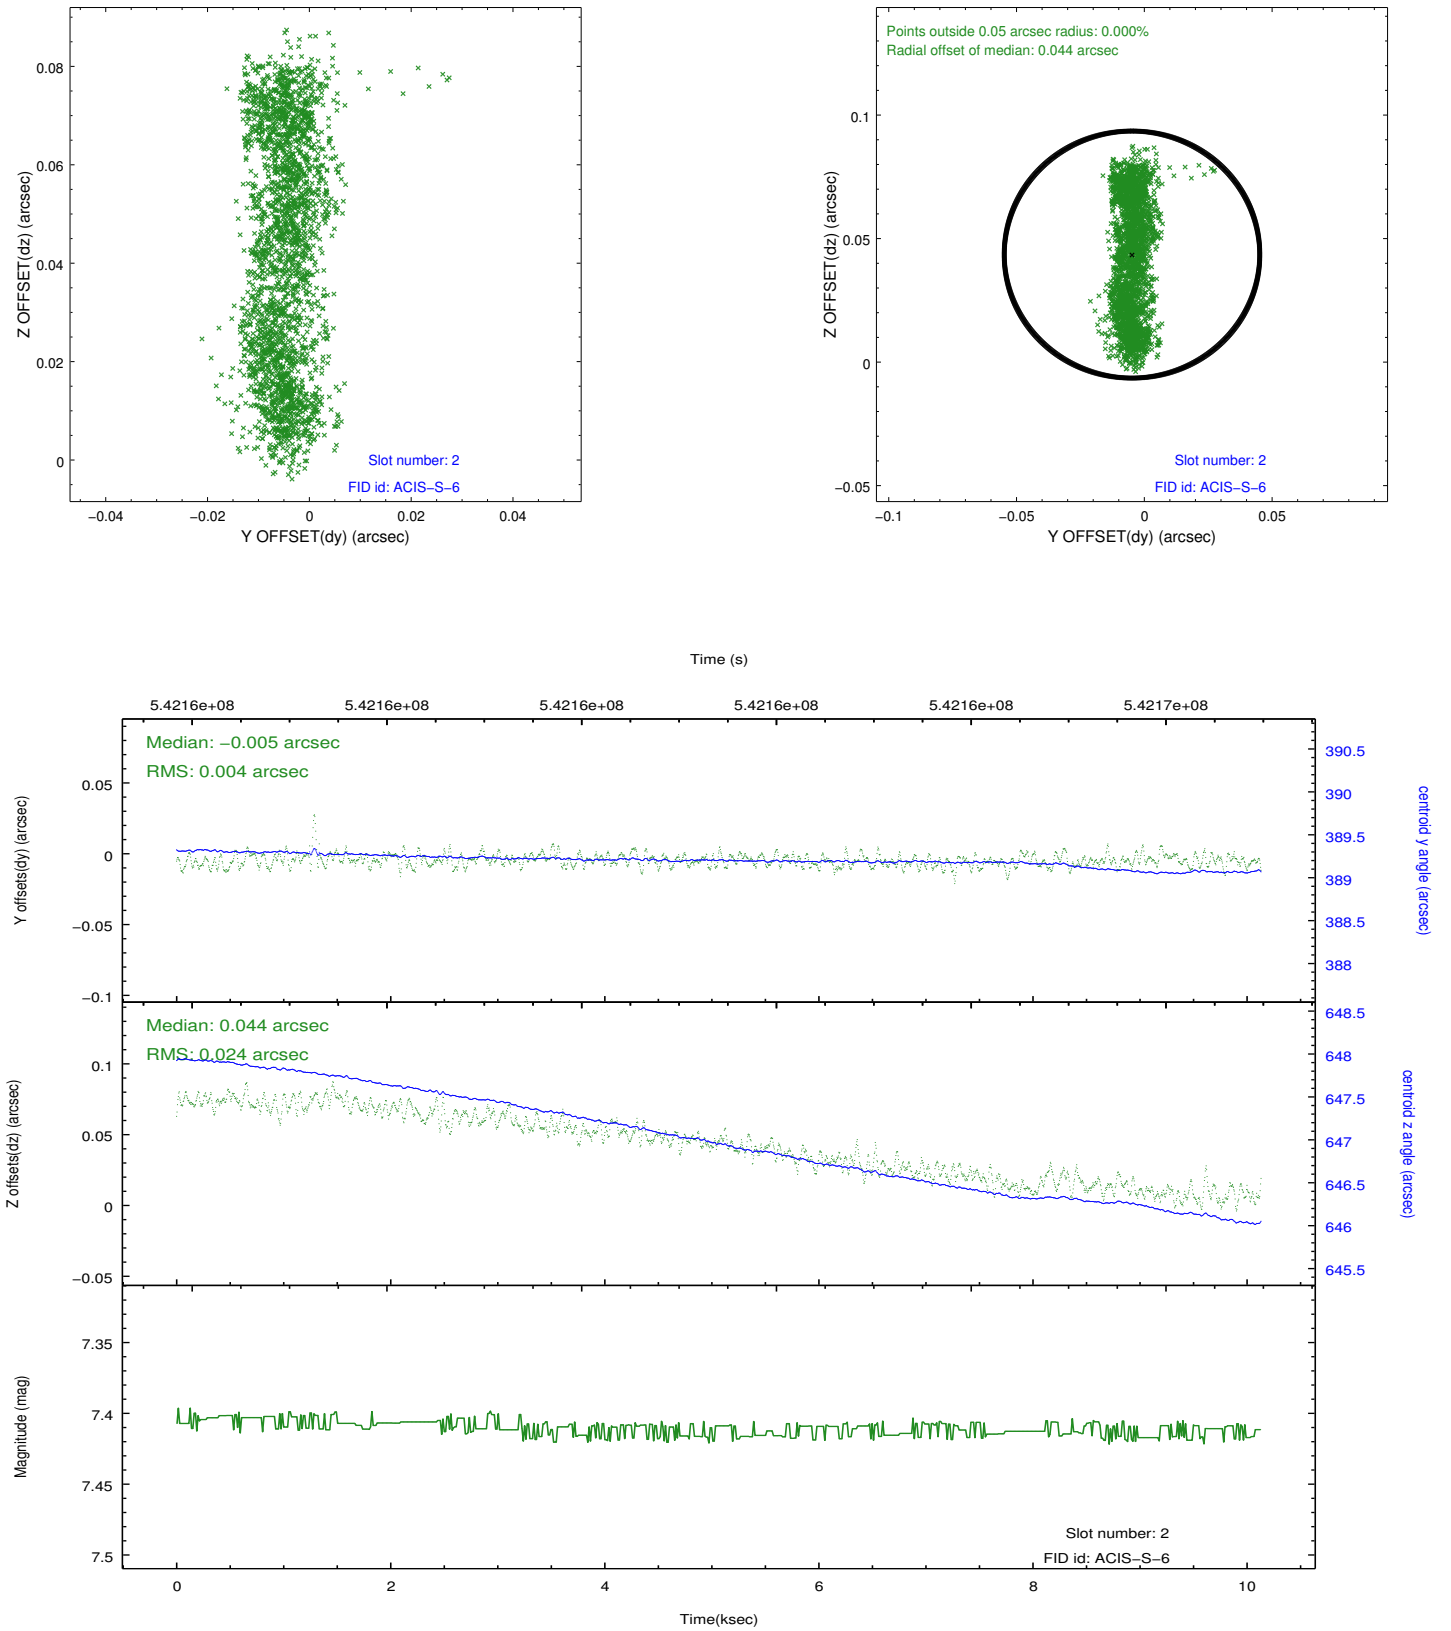 0.08
0.06
0.04
0.02
0
Z OFFSET(dz) (arcsec)
Slot number: 2
FID id: ACIS−S−6
−0.04
−0.02
0
0.02
0.04
Y OFFSET(dy) (arcsec)
Points outside 0.05 arcsec radius: 0.000%
Radial offset of median: 0.044 arcsec
0.1
0.05
0
−0.05
Z OFFSET(dz) (arcsec)
Slot number: 2
FID id: ACIS−S−6
−0.1
−0.05
0
0.05
Y OFFSET(dy) (arcsec)
Time (s)
5.4216e+08
5.4216e+08
5.4216e+08
5.4216e+08
5.4216e+08
5.4217e+08
Median: −0.005 arcsec
RMS: 0.004 arcsec
0.05
0
−0.05
−0.1
Y offsets(dy) (arcsec)
390.5
390
389.5
389
388.5
388
centroid y angle (arcsec)
Median: 0.044 arcsec
RMS: 0.024 arcsec
0.1
0.05
0
−0.05
Z offsets(dz) (arcsec)
648.5
648
647.5
647
646.5
646
645.5
centroid z angle (arcsec)
7.35
7.4
7.45
7.5
Magnitude (mag)
Slot number: 2
FID id: ACIS−S−6
0
2
4
6
8
10
Time(ksec)